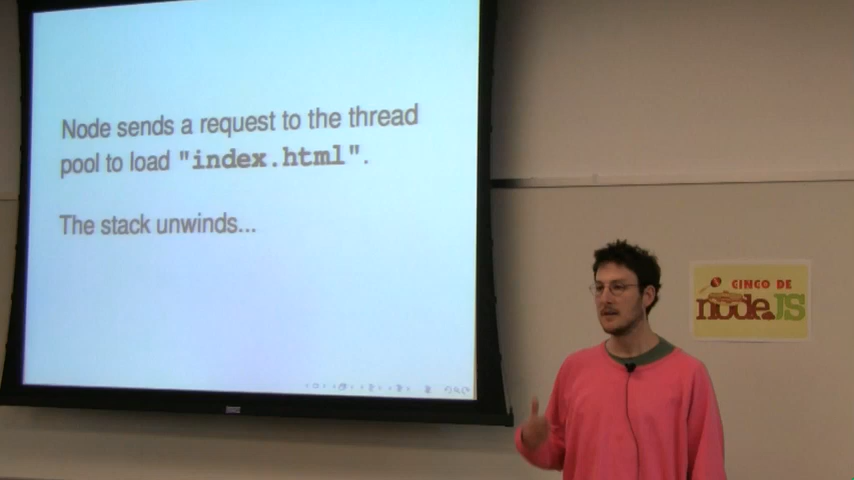 Node sends a request to the thread
pool to load "index.html".
The stack unwinds...
CINCO DE
nodeJS